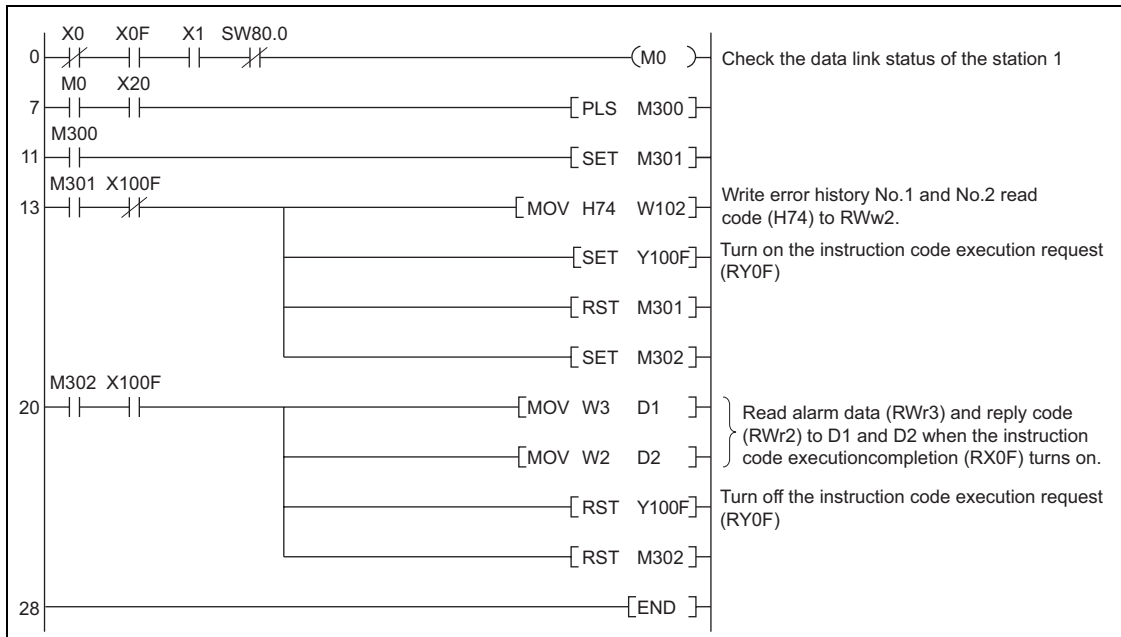 X0 X0F X1 SW80.0
0 M0 Check the data link status of the station 1
M0 X20
7 PLS M300
M300
11 SET M301
M301 X100F
13 MOV H74 W102 Write error history No.1 and No.2 read
code (H74) to RWw2.
SET Y100F Turn on the instruction code execution request
(RY0F)
RST M301
SET M302
M302 X100F
20 MOV W3 D1 Read alarm data (RWr3) and reply code
(RWr2) to D1 and D2 when the instruction
MOV W2 D2 code executioncompletion (RX0F) turns on.
RST Y100F Turn off the instruction code execution request
(RY0F)
RST M302
28 END